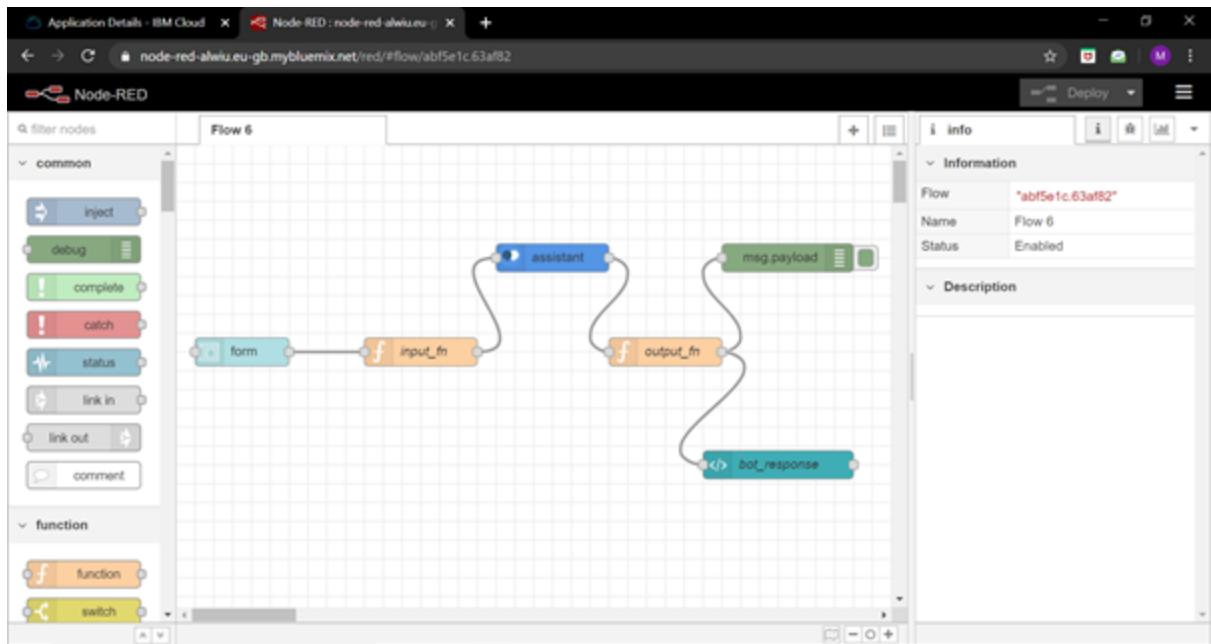 Application Details - IBM Cloud
Node-RED : node-red-alwiu.eu-g
node-red-alwiu.eu-gb.mybluemix.net/red/#flow/abf5e1c.63af82
M
Node-RED
Deploy
filter nodes
Flow 6
i info
i
common
inject
debug
complete
catch
status
link in
link out
comment
function
function
switch
form
input_fn
assistant
output_fn
msg.payload
bot_response
Information
Flow "abf5e1c.63af82"
Name Flow 6
Status Enabled
Description